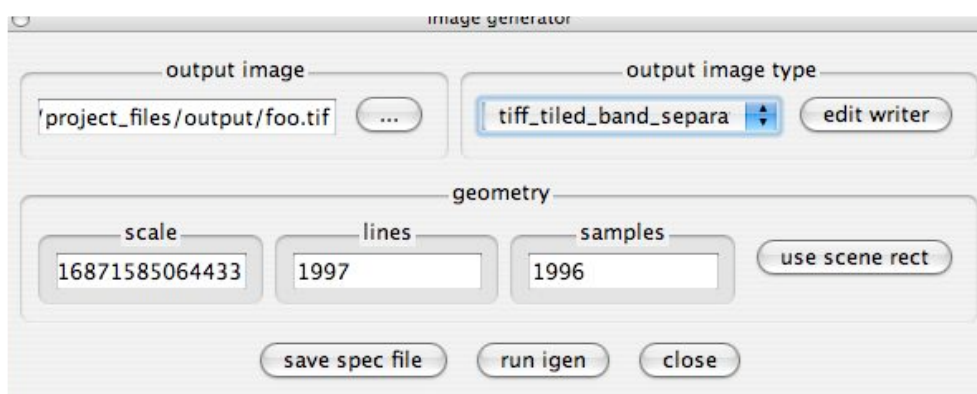 image generator
output image
output image type
/project_files/output/foo.tif
...
tiff_tiled_band_separa
edit writer
geometry
scale
lines
samples
16871585064433
1997
1996
use scene rect
save spec file
run igen
close